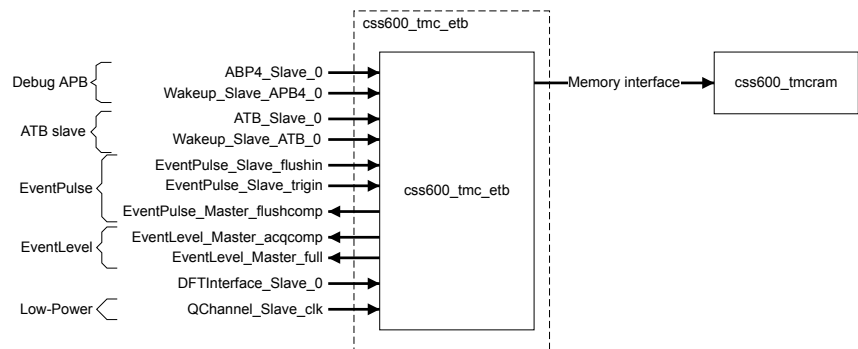 css600_tmc_etb
Debug APB
ABP4_Slave_0
Wakeup_Slave_APB4_0
ATB slave
ATB_Slave_0
Wakeup_Slave_ATB_0
EventPulse
EventPulse_Slave_flushin
EventPulse_Slave_trigin
EventPulse_Master_flushcomp
EventLevel
EventLevel_Master_acqcomp
EventLevel_Master_full
DFTInterface_Slave_0
Low-Power
QChannel_Slave_clk
css600_tmc_etb
Memory interface
css600_tmcram